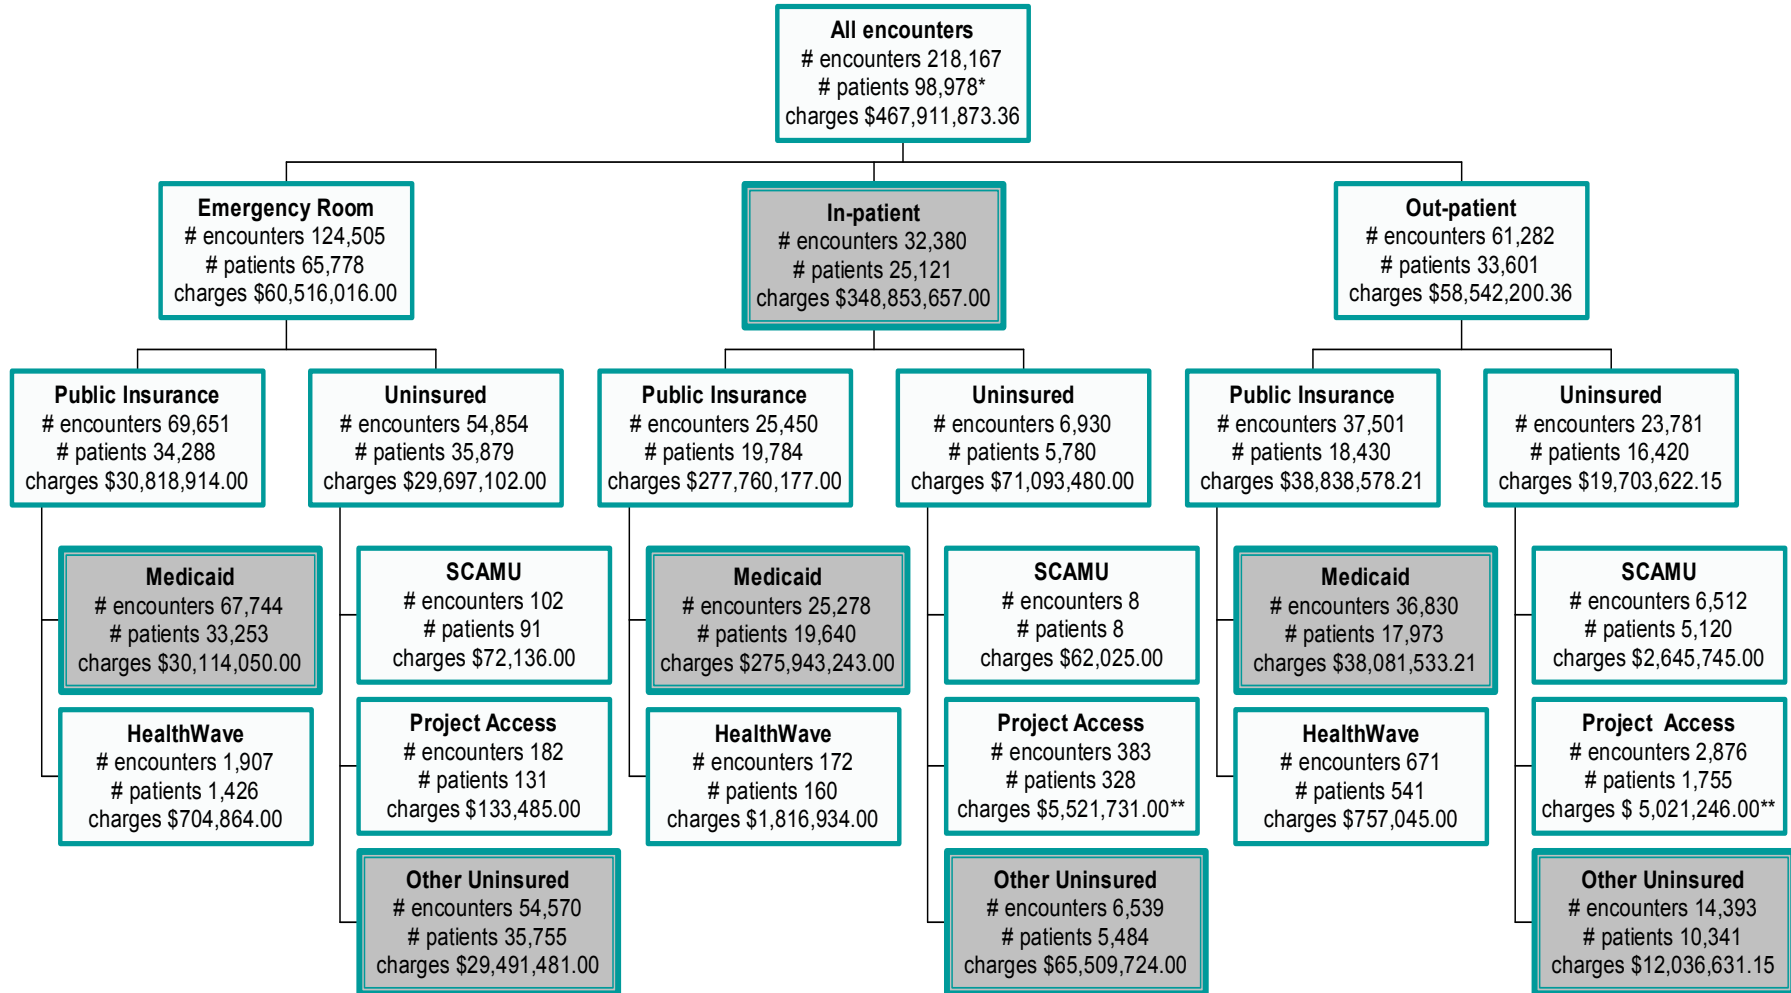 All encounters
# encounters 218,167
# patients 98,978*
charges $467,911,873.36
Emergency Room
# encounters 124,505
# patients 65,778
charges $60,516,016.00
In-patient
# encounters 32,380
# patients 25,121
charges $348,853,657.00
Out-patient
# encounters 61,282
# patients 33,601
charges $58,542,200.36
Public Insurance
# encounters 69,651
# patients 34,288
charges $30,818,914.00
Uninsured
# encounters 54,854
# patients 35,879
charges $29,697,102.00
Public Insurance
# encounters 25,450
# patients 19,784
charges $277,760,177.00
Uninsured
# encounters 6,930
# patients 5,780
charges $71,093,480.00
Public Insurance
# encounters 37,501
# patients 18,430
charges $38,838,578.21
Uninsured
# encounters 23,781
# patients 16,420
charges $19,703,622.15
Medicaid
# encounters 67,744
# patients 33,253
charges $30,114,050.00
SCAMU
# encounters 102
# patients 91
charges $72,136.00
Medicaid
# encounters 25,278
# patients 19,640
charges $275,943,243.00
SCAMU
# encounters 8
# patients 8
charges $62,025.00
Medicaid
# encounters 36,830
# patients 17,973
charges $38,081,533.21
SCAMU
# encounters 6,512
# patients 5,120
charges $2,645,745.00
HealthWave
# encounters 1,907
# patients 1,426
charges $704,864.00
Project Access
# encounters 182
# patients 131
charges $133,485.00
HealthWave
# encounters 172
# patients 160
charges $1,816,934.00
Project Access
# encounters 383
# patients 328
charges $5,521,731.00**
HealthWave
# encounters 671
# patients 541
charges $757,045.00
Project Access
# encounters 2,876
# patients 1,755
charges $ 5,021,246.00**
Other Uninsured
# encounters 54,570
# patients 35,755
charges $29,491,481.00
Other Uninsured
# encounters 6,539
# patients 5,484
charges $65,509,724.00
Other Uninsured
# encounters 14,393
# patients 10,341
charges $12,036,631.15